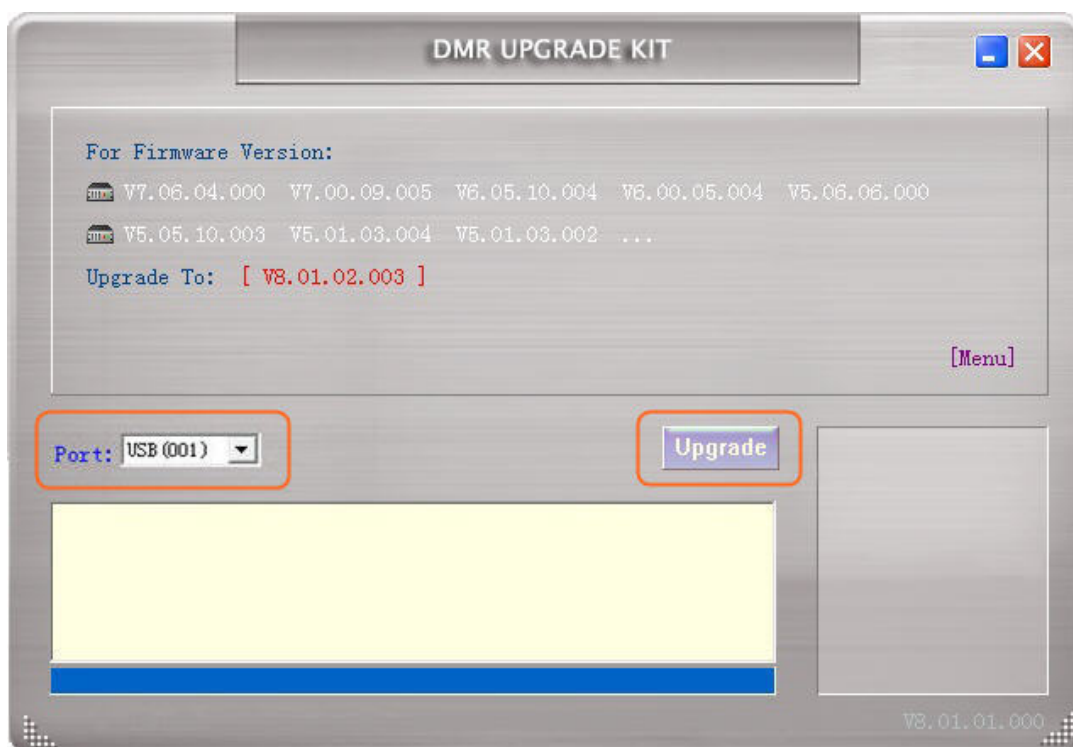 DMR UPGRADE KIT
For Firmware Version:
V7.06.04.000 V7.00.09.005 V6.05.10.004 V6.00.05.004 V5.06.06.000
V5.05.10.003 V5.01.03.004 V5.01.03.002 ...
Upgrade To: [ V8.01.02.003 ]
[Menu]
Port: USB(001) Upgrade
V8.01.01.000